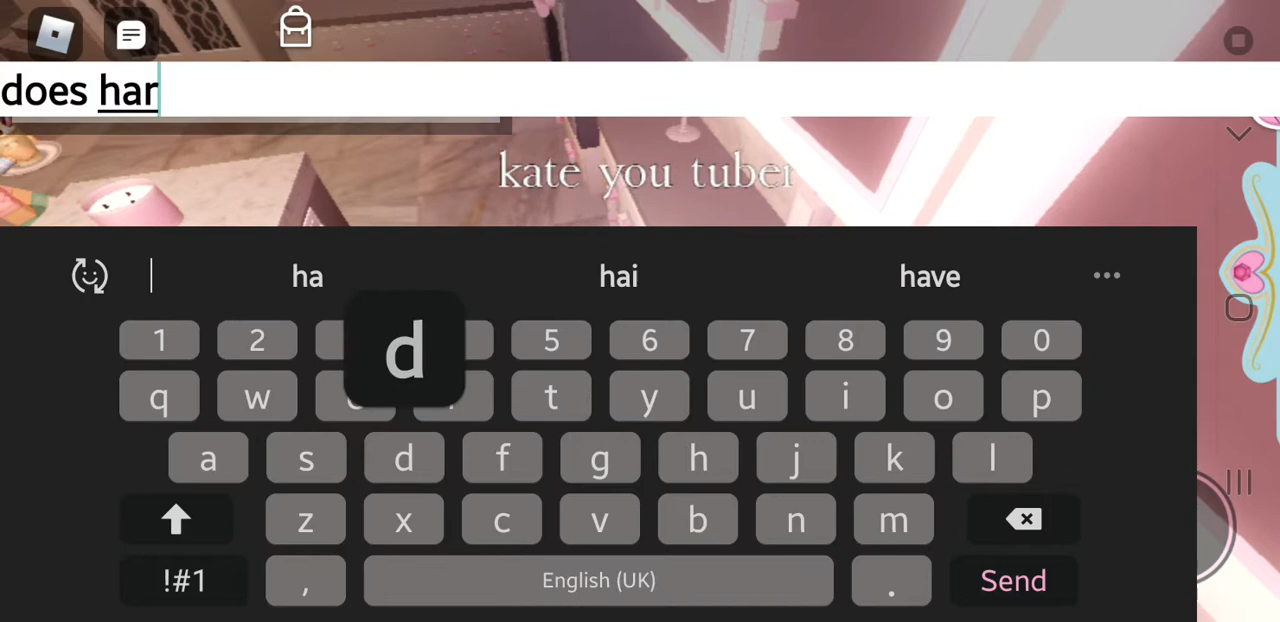 does har
kate you tuber
ha hai have
d
1 2 5 6 7 8 9 0
q w t y u i o p
a s d f g h j k l
z x c v b n m
!#1 , English (UK) . Send